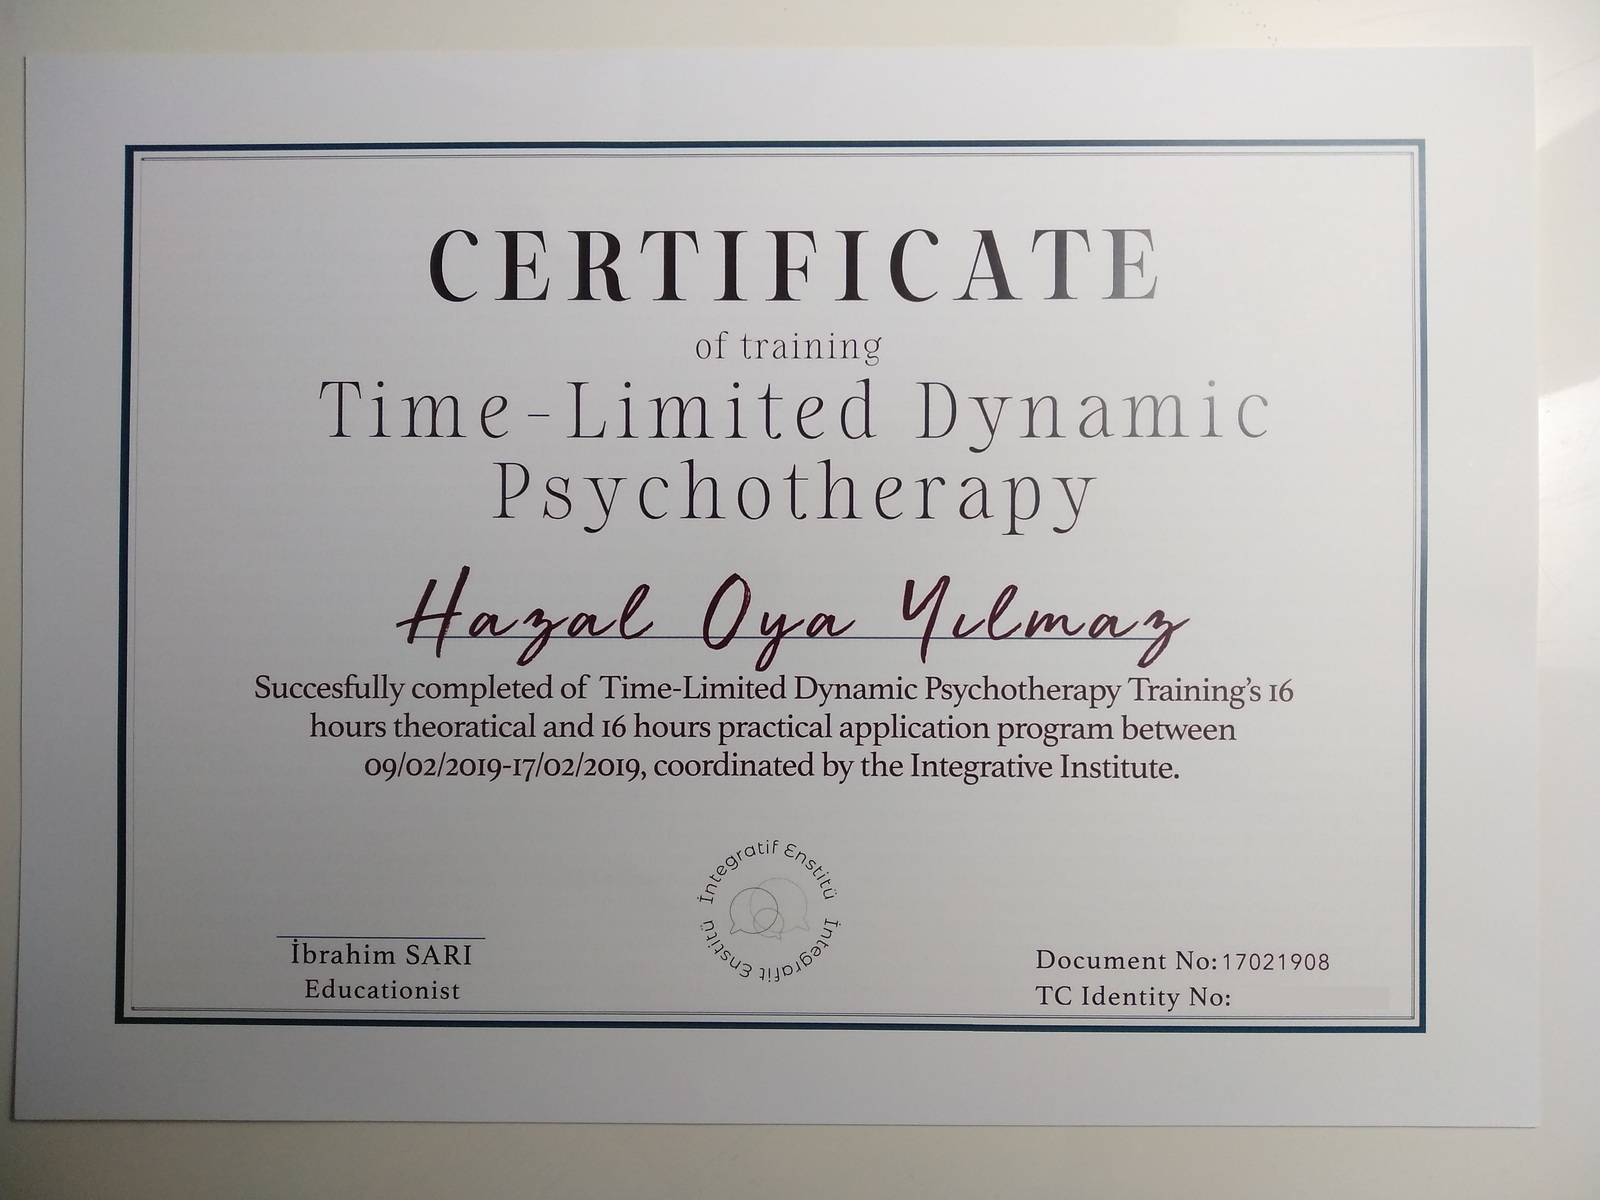 CERTIFICATE
of training
Time-Limited Dynamic
Psychotherapy
Hazal Oya Yılmaz
Succesfully completed of Time-Limited Dynamic Psychotherapy Training's 16
hours theoratical and 16 hours practical application program between
09/02/2019-17/02/2019, coordinated by the Integrative Institute.
İntegratif Enstitü
İntegratif Enstitü
İbrahim SARI
Educationist
Document No:17021908
TC Identity No: